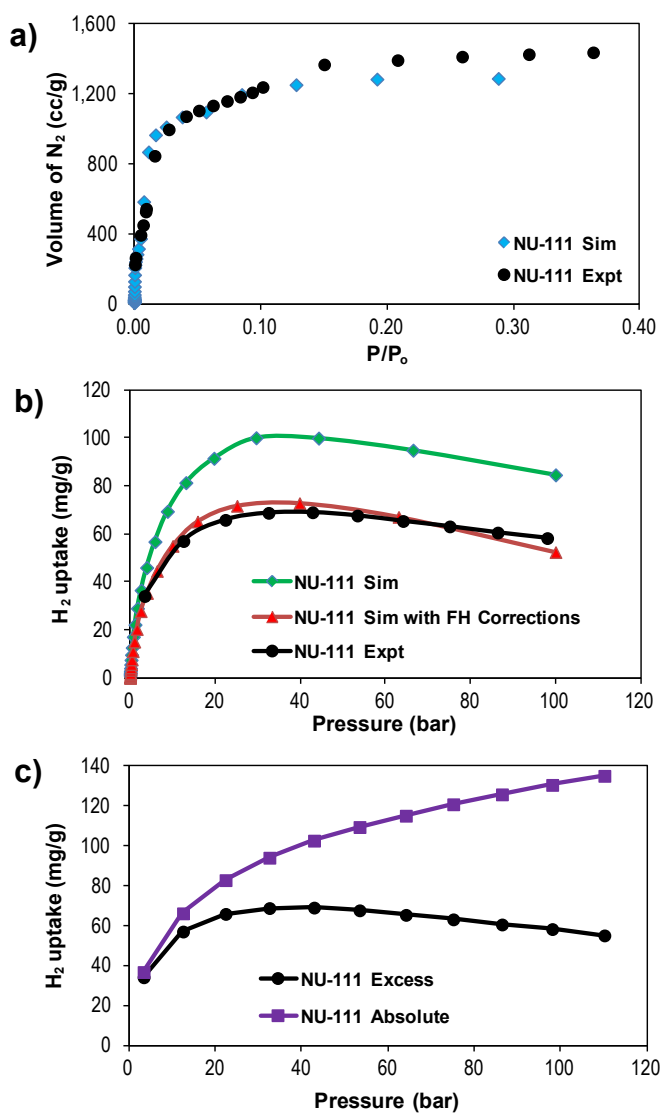 a)
1,600
1,200
800
400
0
Volume of N₂ (cc/g)
NU-111 Sim
NU-111 Expt
0.00 0.10 0.20 0.30 0.40
P/Pₒ
b)
120
100
80
60
40
20
0
H₂ uptake (mg/g)
NU-111 Sim
NU-111 Sim with FH Corrections
NU-111 Expt
0 20 40 60 80 100 120
Pressure (bar)
c)
140
120
100
80
60
40
20
0
H₂ uptake (mg/g)
NU-111 Excess
NU-111 Absolute
0 20 40 60 80 100 120
Pressure (bar)